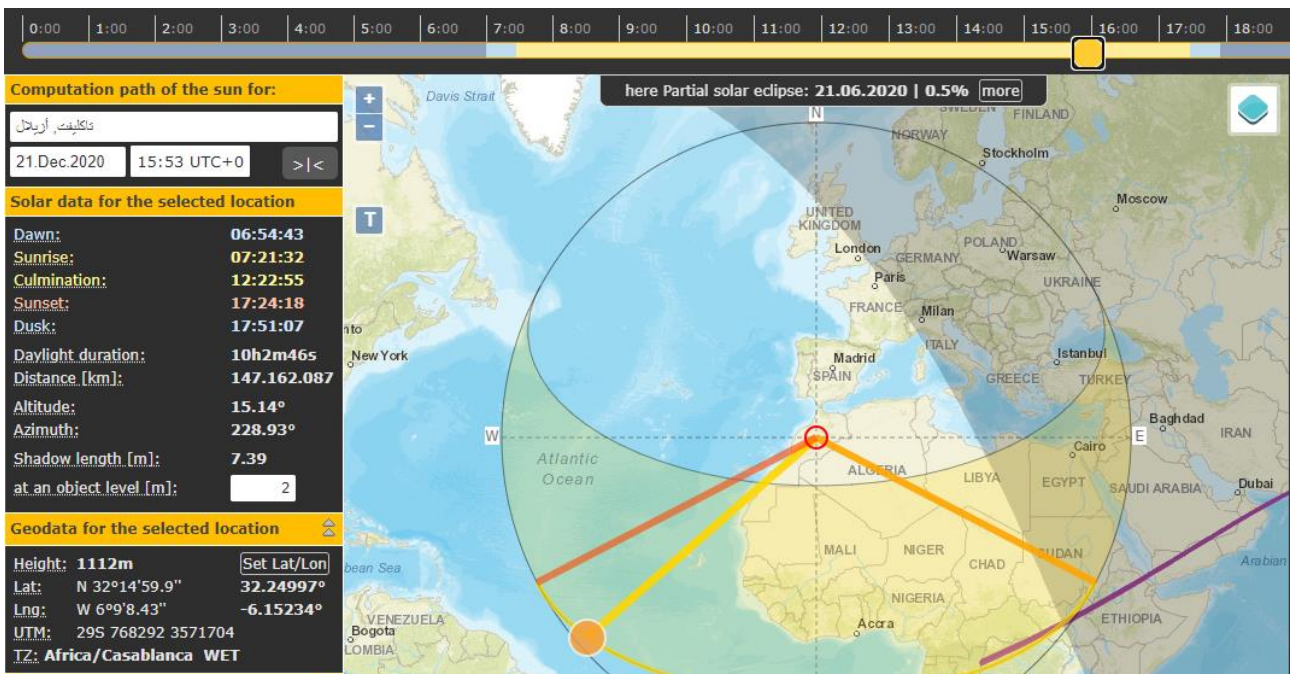 0:00 1:00 2:00 3:00 4:00 5:00 6:00 7:00 8:00 9:00 10:00 11:00 12:00 13:00 14:00 15:00 16:00 17:00 18:00
Computation path of the sun for:
تاكليفت, أزيلال
21.Dec.2020 15:53 UTC+0 >|<
Solar data for the selected location
Dawn: 06:54:43
Sunrise: 07:21:32
Culmination: 12:22:55
Sunset: 17:24:18
Dusk: 17:51:07
Daylight duration: 10h2m46s
Distance [km]: 147.162.087
Altitude: 15.14°
Azimuth: 228.93°
Shadow length [m]: 7.39
at an object level [m]: 2
Geodata for the selected location
Height: 1112m Set Lat/Lon
Lat: N 32°14'59.9'' 32.24997°
Lng: W 6°9'8.43'' -6.15234°
UTM: 29S 768292 3571704
TZ: Africa/Casablanca WET
+
−
T
here Partial solar eclipse: 21.06.2020 | 0.5% more
Davis Strait
N
SWEDEN
FINLAND
NORWAY
Stockholm
Moscow
UNITED
KINGDOM
London
POLAND
Warsaw
GERMANY
Paris
UKRAINE
FRANCE
Milan
nto
New York
ITALY
Istanbul
Madrid
SPAIN
GREECE
TURKEY
Baghdad
W
E
IRAN
Cairo
Atlantic
Ocean
ALGERIA
LIBYA
EGYPT
SAUDI ARABIA
Dubai
MALI
NIGER
CHAD
SUDAN
bean Sea
Arabian
NIGERIA
VENEZUELA
Accra
ETHIOPIA
Bogota
LOMBIA